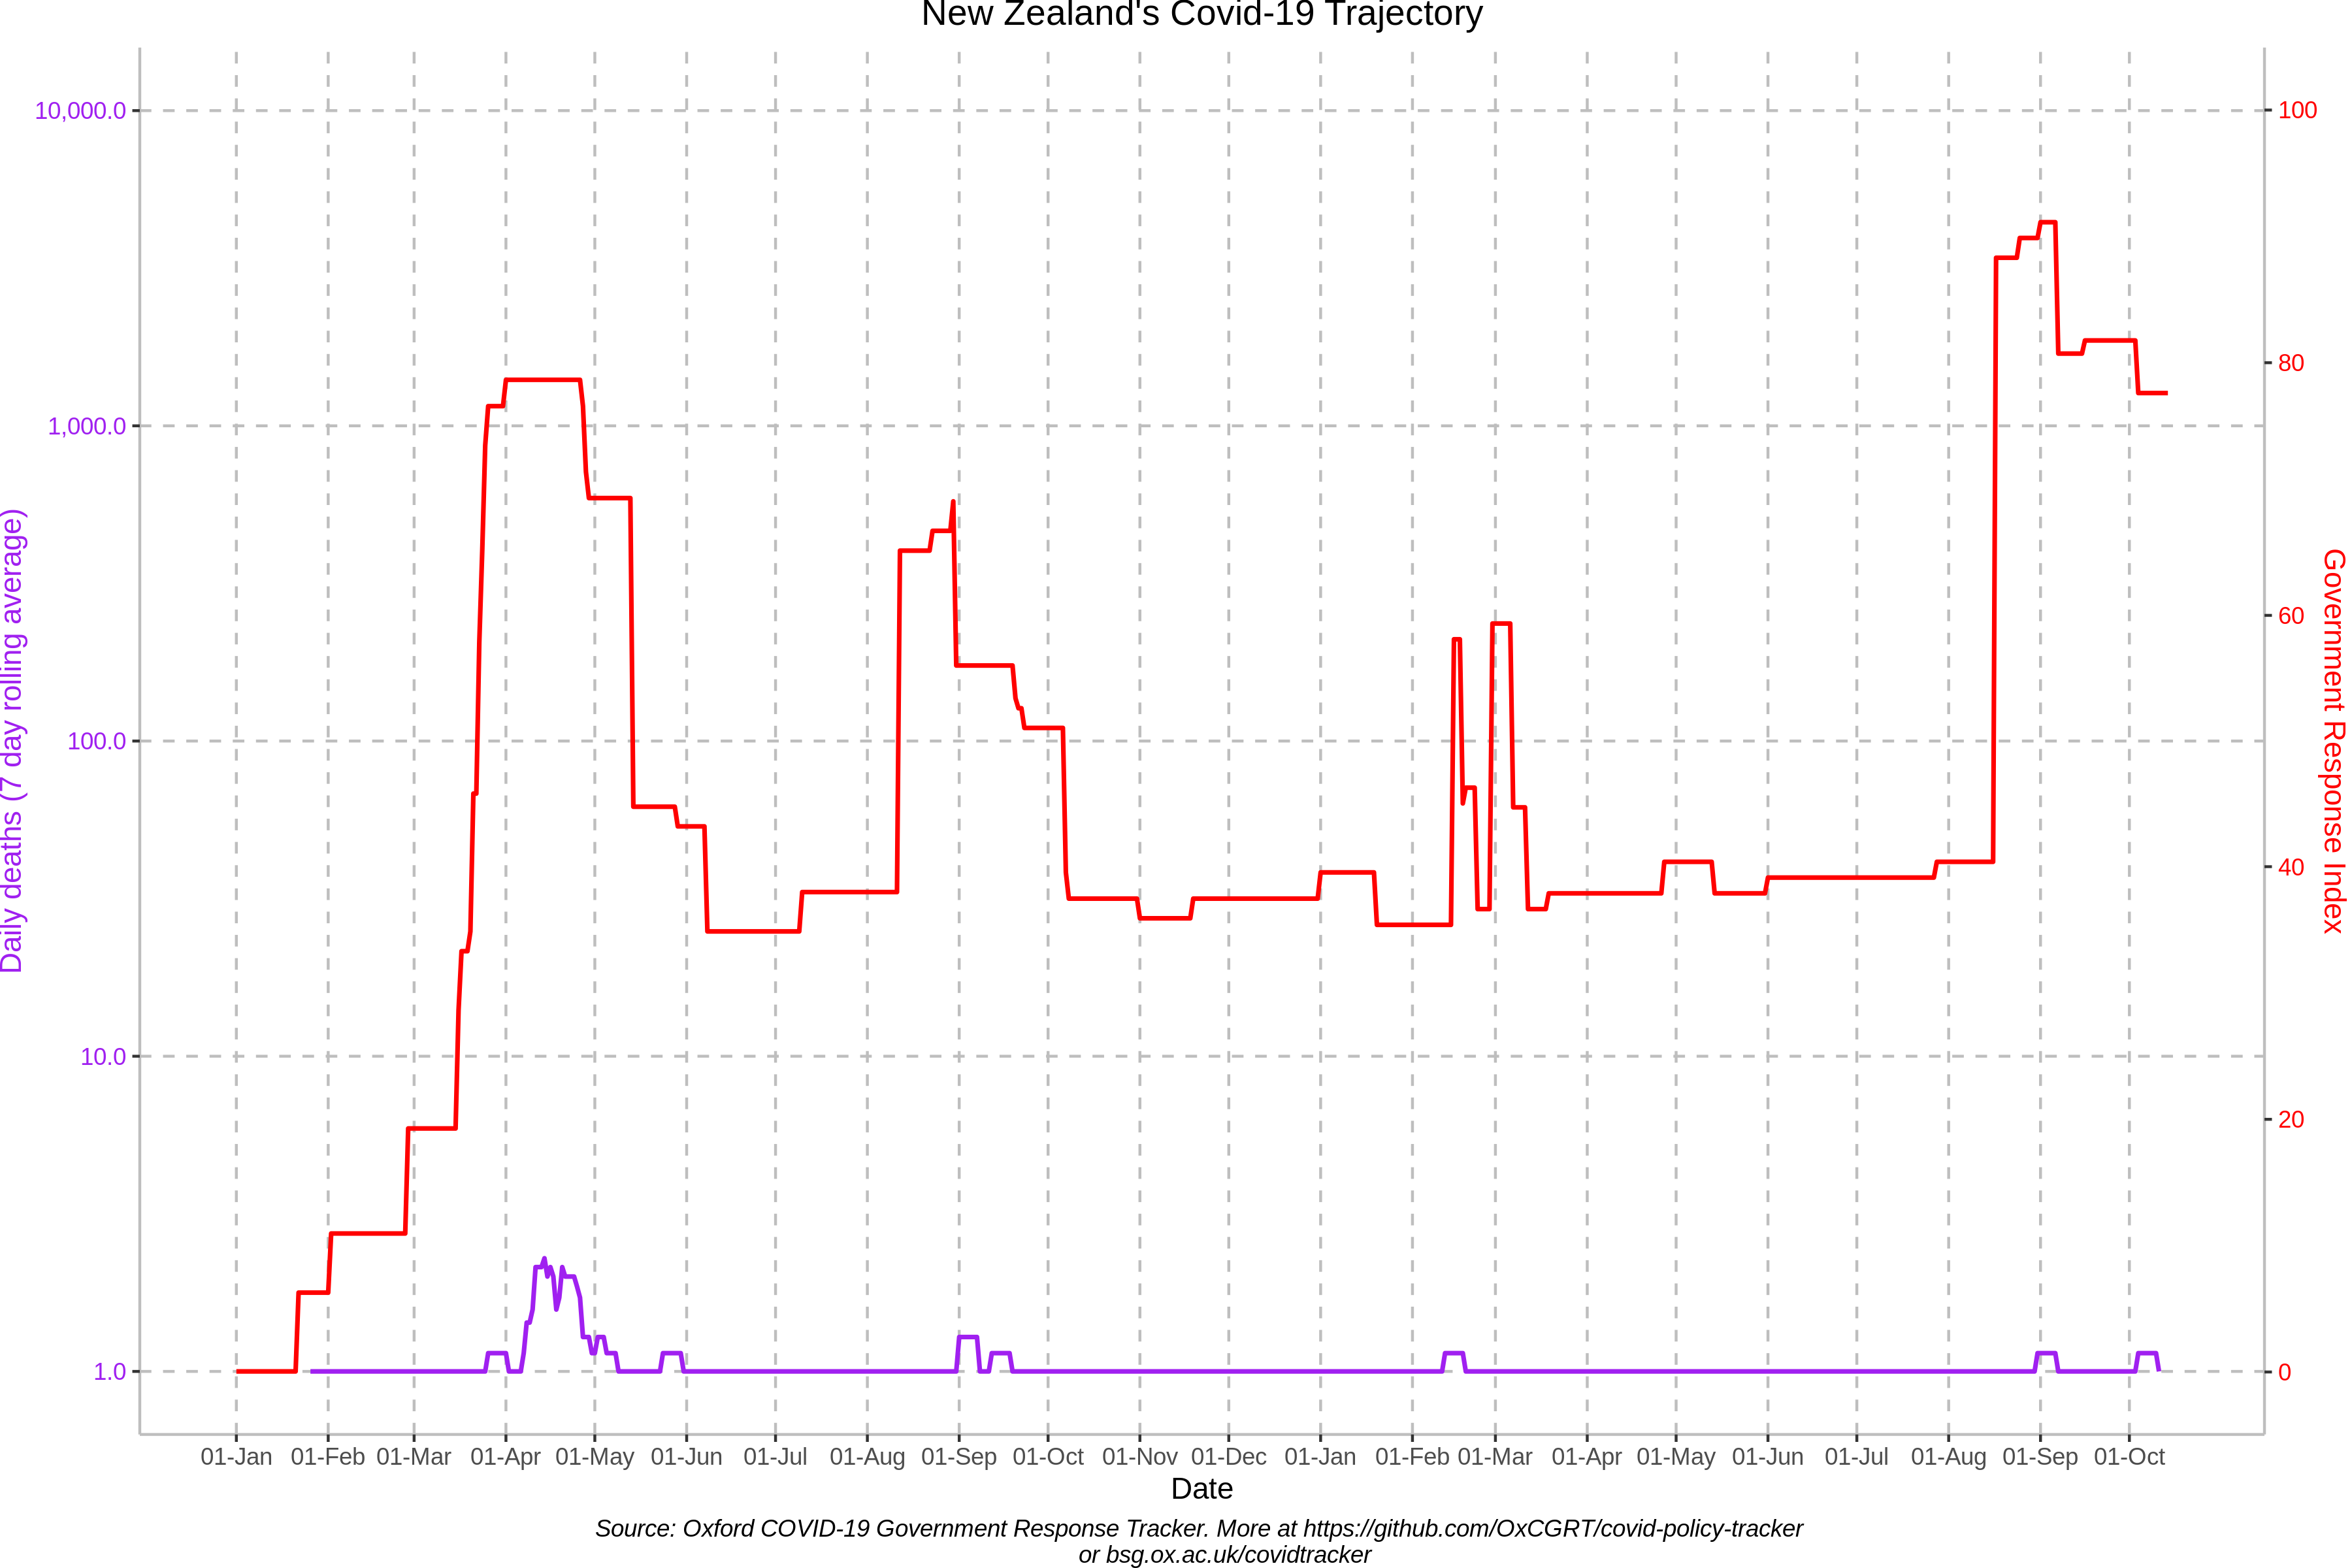 New Zealand's Covid-19 Trajectory
10,000.0
1,000.0
100.0
10.0
1.0
Daily deaths (7 day rolling average)
100
80
60
40
20
0
Government Response Index
01-Jan 01-Feb 01-Mar 01-Apr 01-May 01-Jun 01-Jul 01-Aug 01-Sep 01-Oct 01-Nov 01-Dec 01-Jan 01-Feb 01-Mar 01-Apr 01-May 01-Jun 01-Jul 01-Aug 01-Sep 01-Oct
Date
Source: Oxford COVID-19 Government Response Tracker. More at https://github.com/OxCGRT/covid-policy-tracker
or bsg.ox.ac.uk/covidtracker